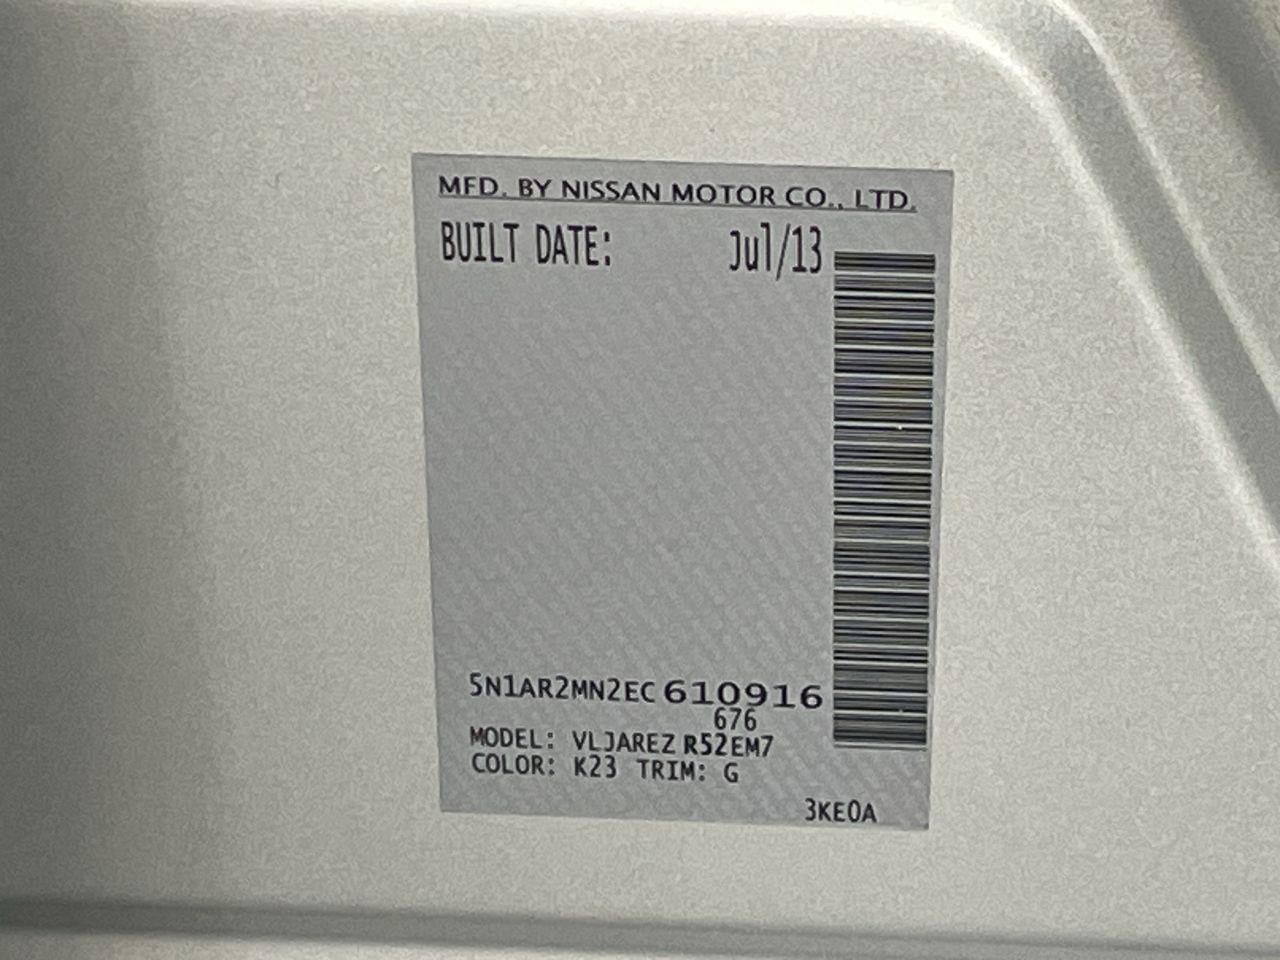 MFD. BY NISSAN MOTOR CO., LTD.
BUILT DATE: Jul/13
5N1AR2MN2EC610916
676
MODEL: VLJAREZ R52EM7
COLOR: K23 TRIM: G
3KE0A